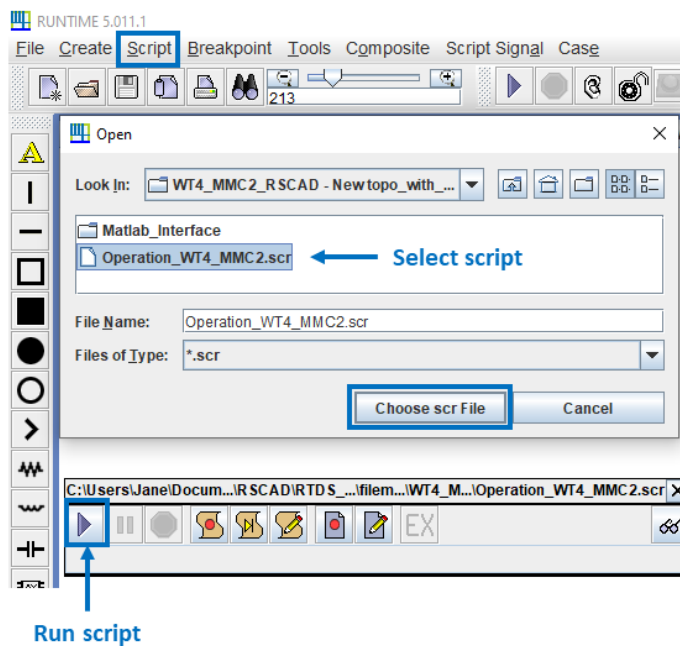 RUNTIME 5.011.1
File Create Script Breakpoint Tools Composite Script Signal Case
213
Open
Look In: WT4_MMC2_RSCAD - Newtopo_with_...
Matlab_Interface
Operation_WT4_MMC2.scr
Select script
File Name: Operation_WT4_MMC2.scr
Files of Type: *.scr
Choose scr File Cancel
C:\Users\Jane\Docum...\RSCAD\RTDS_...\filem...\WT4_M...\Operation_WT4_MMC2.scr
EX
Run script